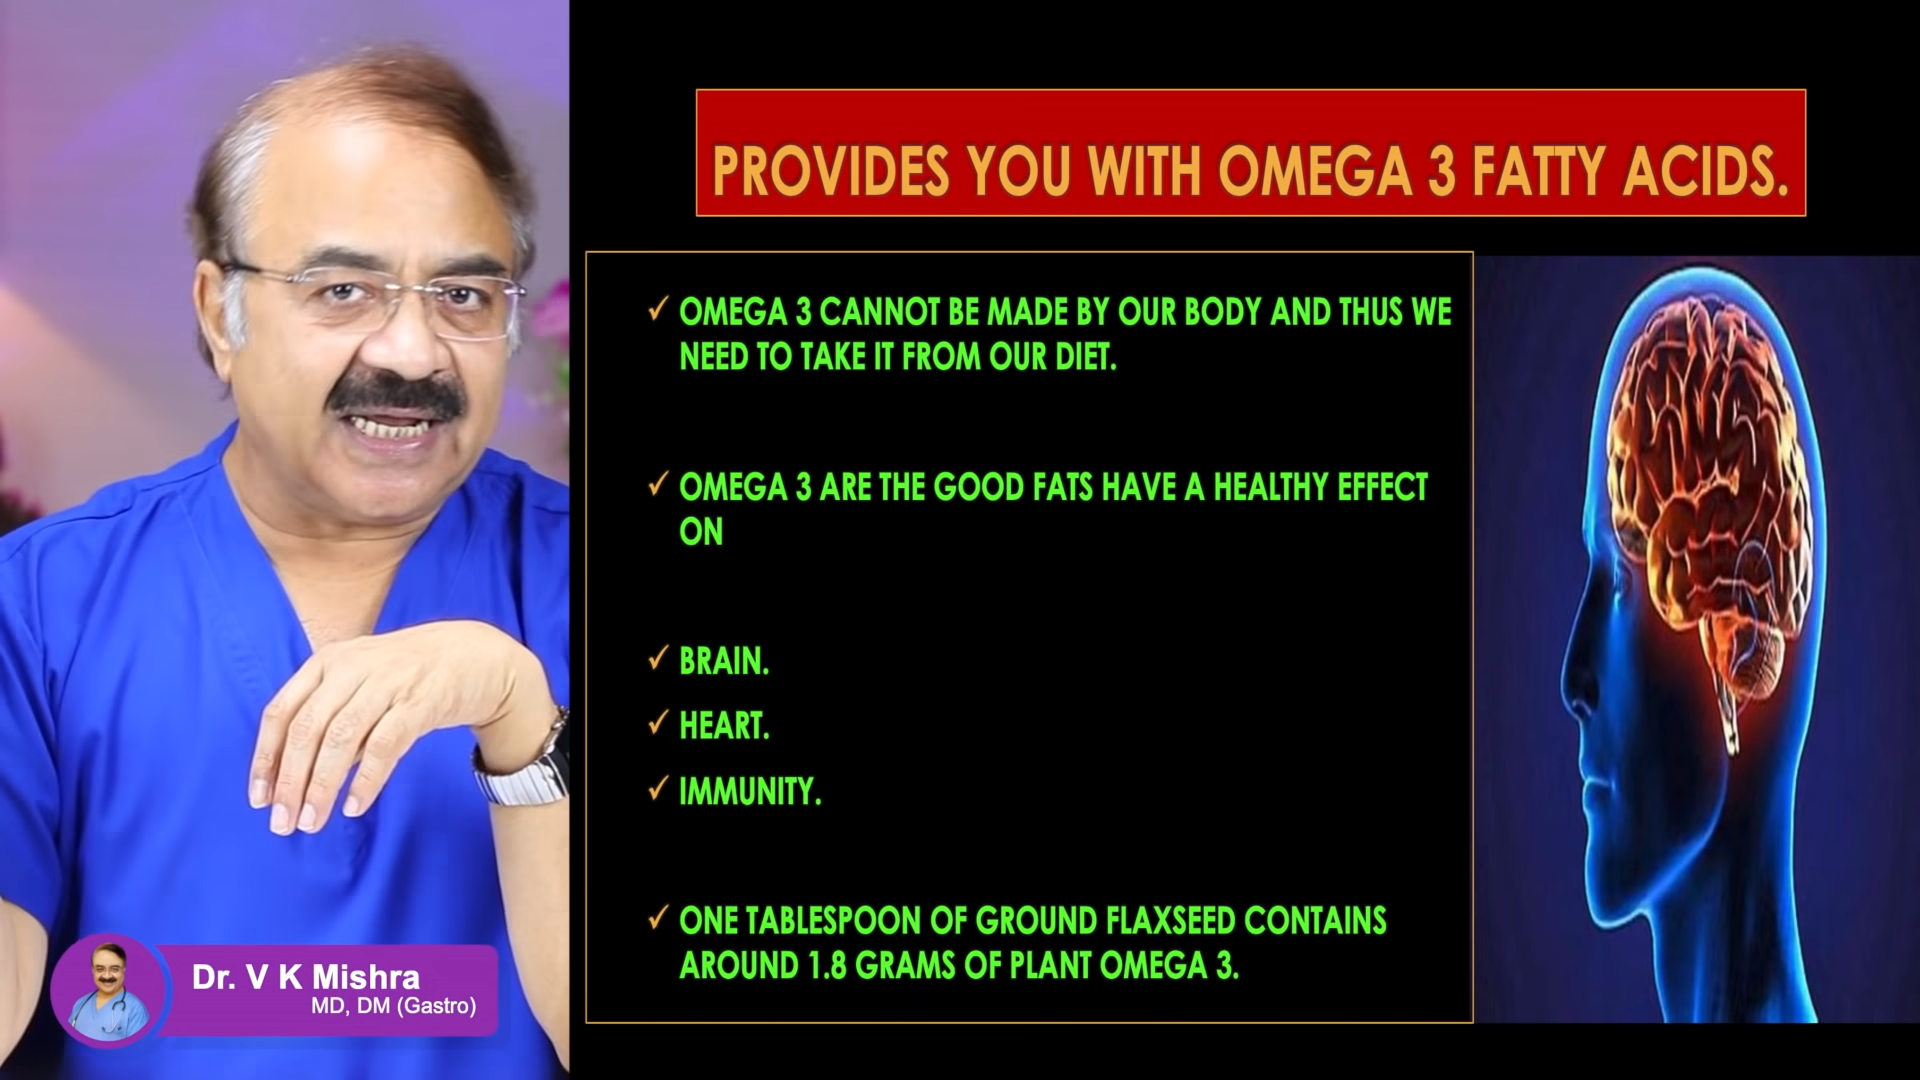 PROVIDES YOU WITH OMEGA 3 FATTY ACIDS.
OMEGA 3 CANNOT BE MADE BY OUR BODY AND THUS WE
NEED TO TAKE IT FROM OUR DIET.
OMEGA 3 ARE THE GOOD FATS HAVE A HEALTHY EFFECT
ON
BRAIN.
HEART.
IMMUNITY.
ONE TABLESPOON OF GROUND FLAXSEED CONTAINS
AROUND 1.8 GRAMS OF PLANT OMEGA 3.
Dr. V K Mishra
MD, DM (Gastro)